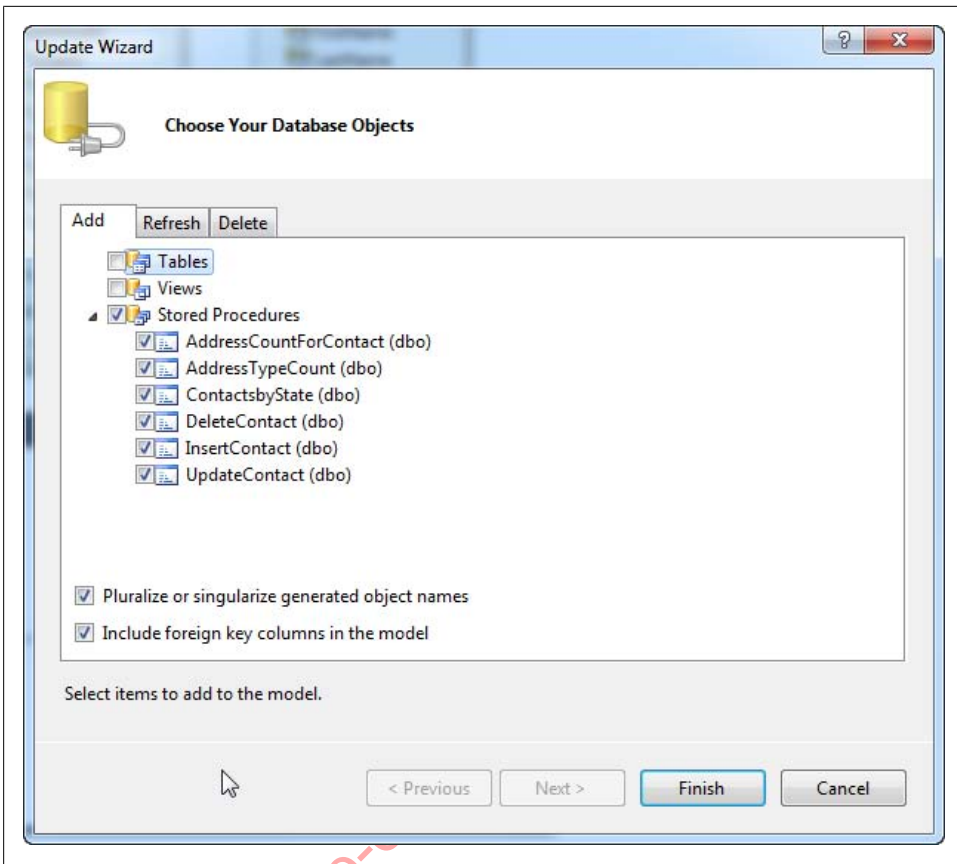 Update Wizard
Choose Your Database Objects
Add Refresh Delete
Tables
Views
Stored Procedures
AddressCountForContact (dbo)
AddressTypeCount (dbo)
ContactsbyState (dbo)
DeleteContact (dbo)
InsertContact (dbo)
UpdateContact (dbo)
Pluralize or singularize generated object names
Include foreign key columns in the model
Select items to add to the model.
< Previous Next > Finish Cancel